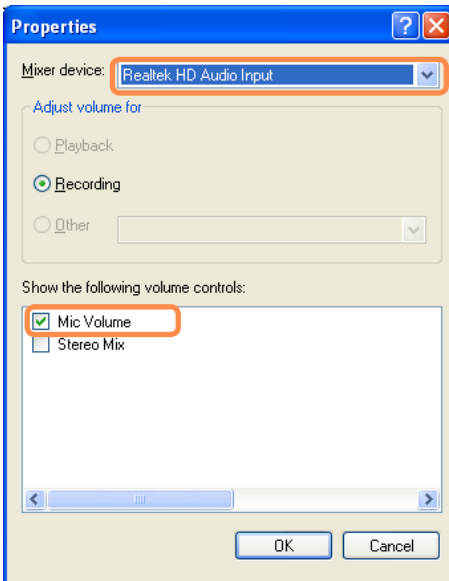 Properties
Mixer device: Realtek HD Audio Input
Adjust volume for
Playback
Recording
Other
Show the following volume controls:
Mic Volume
Stereo Mix
OK Cancel